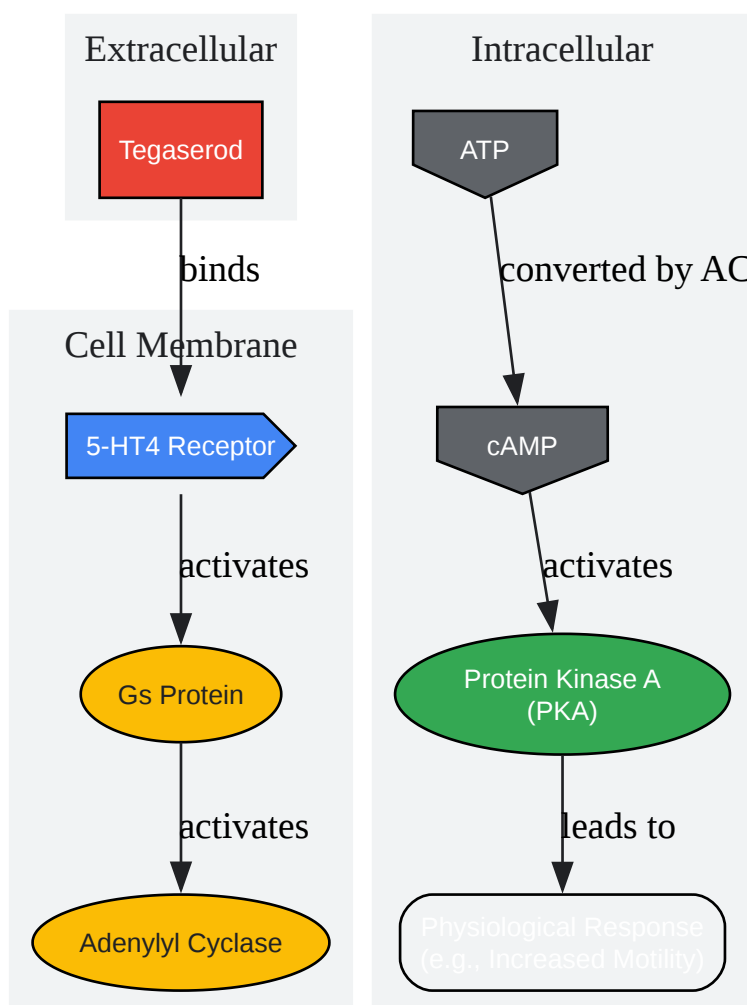 Extracellular
Tegaserod
binds
Cell Membrane
5-HT4 Receptor
activates
Gs Protein
activates
Adenylyl Cyclase
Intracellular
ATP
converted by AC
cAMP
activates
Protein Kinase A
(PKA)
leads to
Physiological Response
(e.g., Increased Motility)